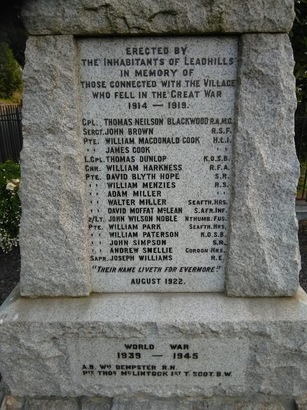 ERECTED BY
THE INHABITANTS OF LEADHILLS
IN MEMORY OF
THOSE CONNECTED WITH THE VILLAGE
WHO FELL IN THE GREAT WAR
1914 — 1919.
CPL. THOMAS NEILSON BLACKWOOD R.A.M.C.
SERGT. JOHN BROWN R.S.F.
PTE. WILLIAM MACDONALD COOK H.L.I.
" JAMES COOK "
L.CPL. THOMAS DUNLOP K.O.S.B.
GNR. WILLIAM HARKNESS R.F.A.
PTE. DAVID BLYTH HOPE S.R.
" WILLIAM MENZIES R.S.
" ADAM MILLER "
" WALTER MILLER SEAFTH. HRS.
" DAVID MOFFAT McLEAN S. AFR. INF.
2/LT. JOHN WILSON NOBLE NTHUMB. FUS.
PTE. WILLIAM PARK SEAFTH. HRS.
" WILLIAM PATERSON K.O.S.B.
" JOHN SIMPSON S.R.
" ANDREW SMELLIE GORDON HRS.
SAPR. JOSEPH WILLIAMS R.E.
"THEIR NAME LIVETH FOR EVERMORE"
AUGUST 1922.
WORLD WAR
1939 — 1945
A.B. WM DEMPSTER R.N.
PTE THOS McLINTOCK 1ST T. SCOT. B.W.